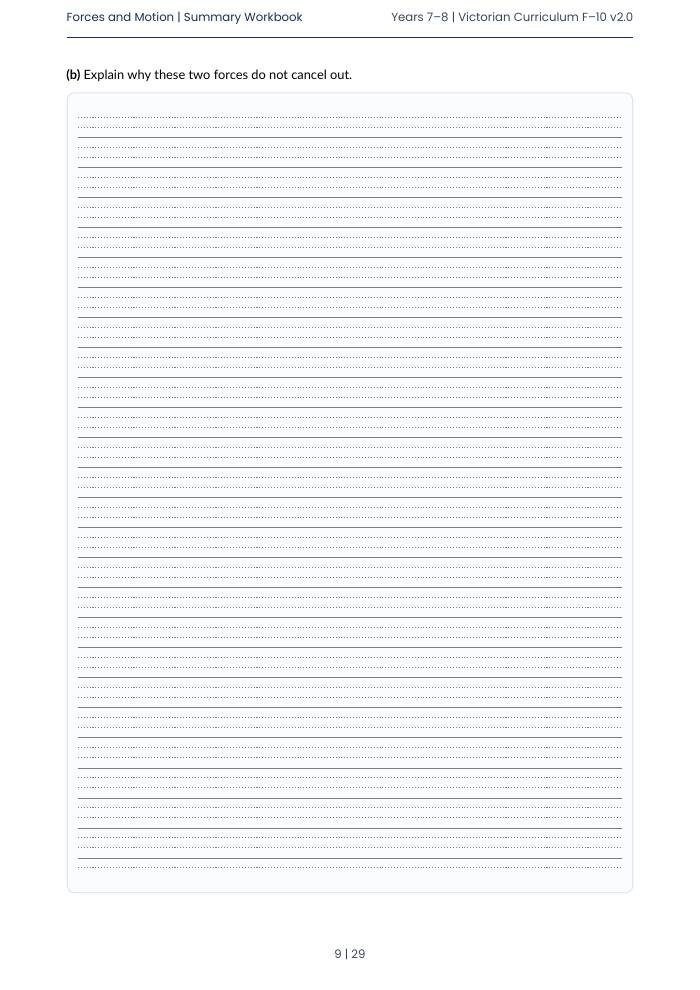 Forces and Motion | Summary Workbook
Years 7–8 | Victorian Curriculum F–10 v2.0
(b) Explain why these two forces do not cancel out.
9 | 29